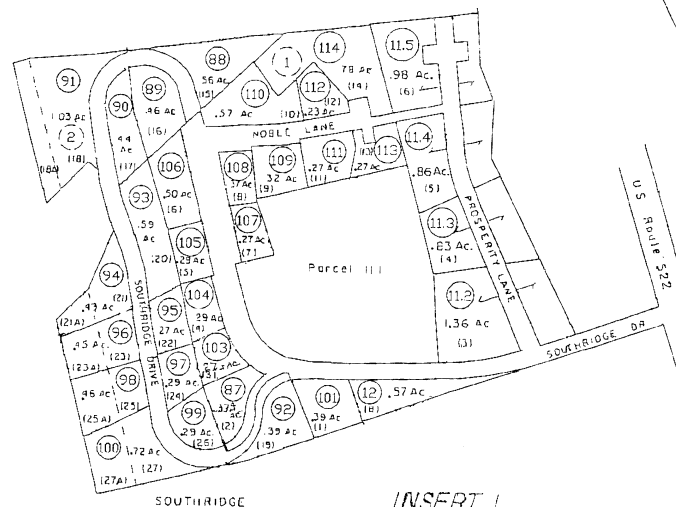 91
1.03 Ac
2
(18A)
(18)
90
.44
Ac
(17)
89
.46 Ac
(16)
88
.56 Ac
(15)
1
110
.57 Ac
(10)
114
.78 Ac
(14)
112
(12)
.23 Ac
11.5
.98 Ac.
(6)
NOBLE LANE
106
.50 Ac
(6)
108
(8)
109
.32 Ac
(9)
111
.27 Ac
(11)
113
(13)
.27 Ac
11.4
.86 Ac.
(5)
93
.59
Ac
(20)
105
.29 Ac
(5)
107
.27 Ac
(7)
11.3
.83 Ac.
(4)
PROSPERITY LANE
US Route 522
Parcel 111
94
(21)
.43 Ac
(21A)
SOUTHRIDGE DRIVE
95
.27 Ac
(22)
104
.29 Ac
(4)
11.2
1.36 Ac
(3)
96
(23)
.45 Ac
(23A)
103
(3)
97
.29 Ac
(24)
SOUTHRIDGE DR
98
(25)
.46 Ac
(25A)
87
(2)
99
.29 Ac.
(26)
92
.39 Ac
(19)
101
.39 Ac
(1)
12
.57 Ac
100
.72 Ac
(27)
(27A)
SOUTHRIDGE
INSERT 1